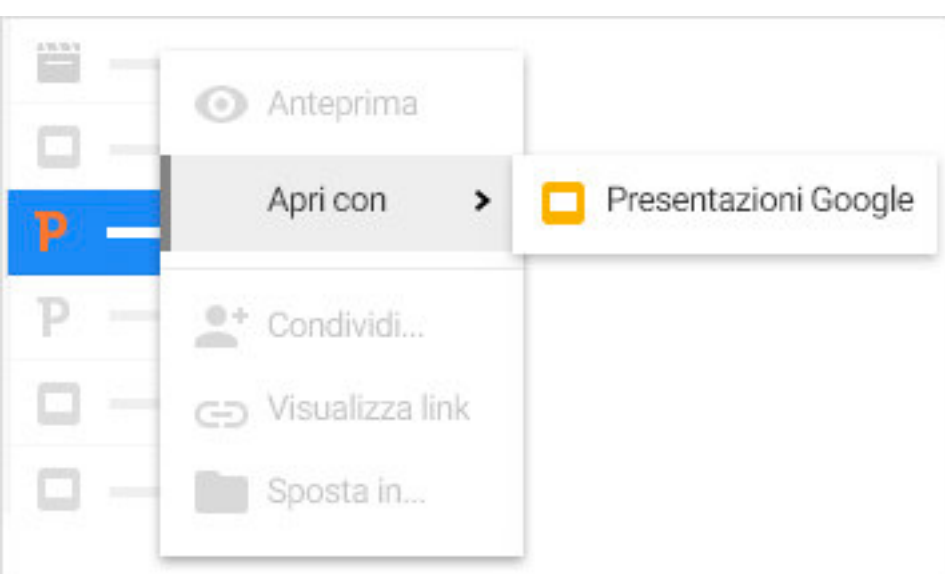 Anteprima
Apri con
Presentazioni Google
Condividi...
Visualizza link
Sposta in...
P
P